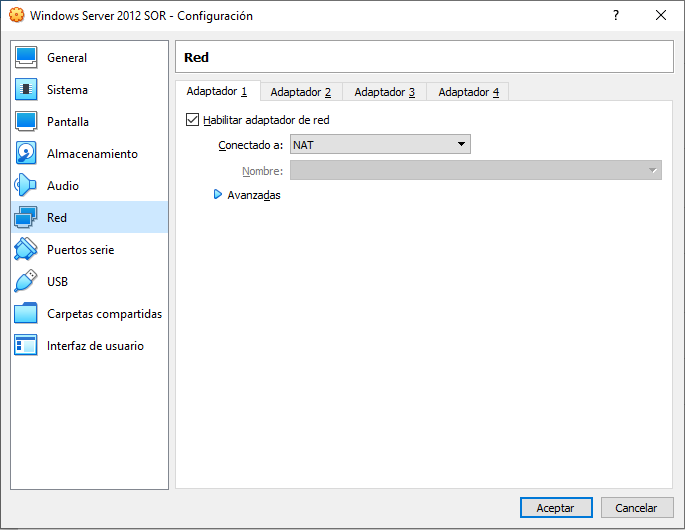 Windows Server 2012 SOR - Configuración
?
General
Sistema
Pantalla
Almacenamiento
Audio
Red
Puertos serie
USB
Carpetas compartidas
Interfaz de usuario
Red
Adaptador 1 Adaptador 2 Adaptador 3 Adaptador 4
Habilitar adaptador de red
Conectado a: NAT
Nombre:
Avanzadas
Aceptar Cancelar